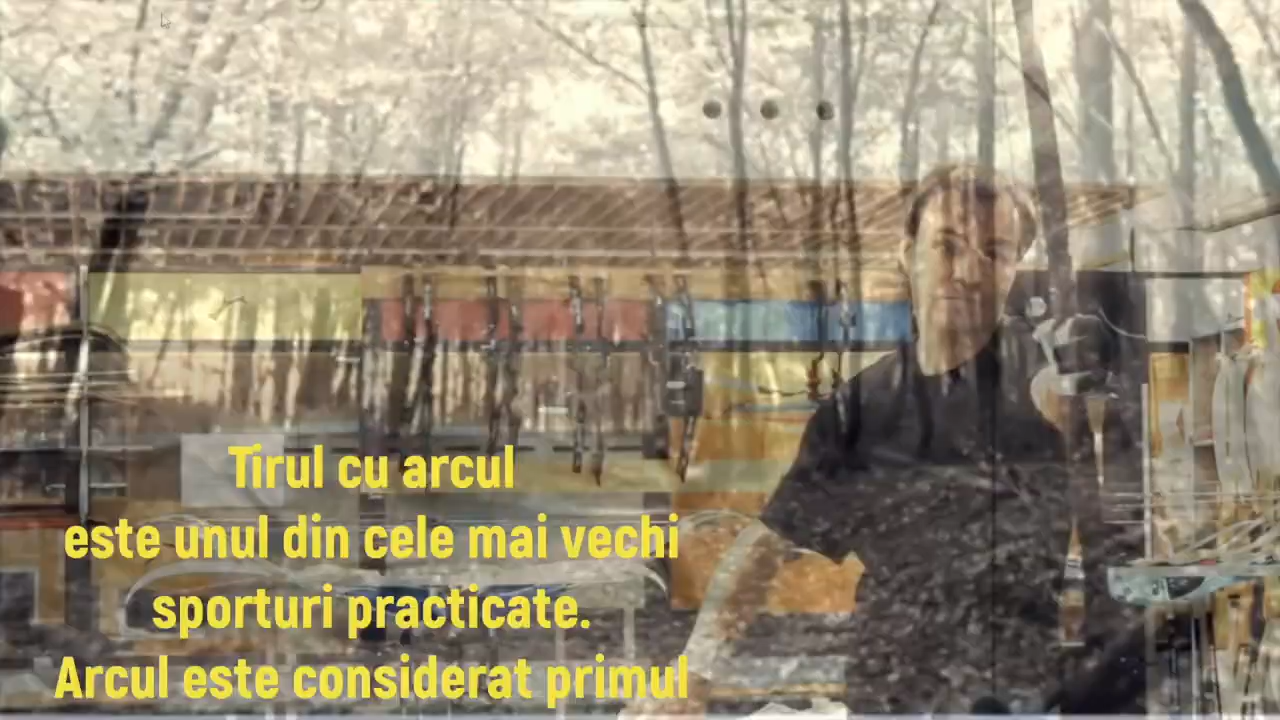 Tirul cu arcul
este unul din cele mai vechi
sporturi practicate.
Arcul este considerat primul